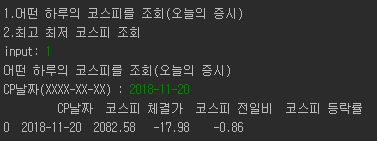 1.어떤 하루의 코스피를 조회(오늘의 증시)
2.최고 최저 코스피 조회
input: 1
어떤 하루의 코스피를 조회(오늘의 증시)
CP날짜(XXXX-XX-XX) : 2018-11-20
CP날짜 코스피 체결가 코스피 전일비 코스피 등락률
0 2018-11-20 2082.58 -17.98 -0.86